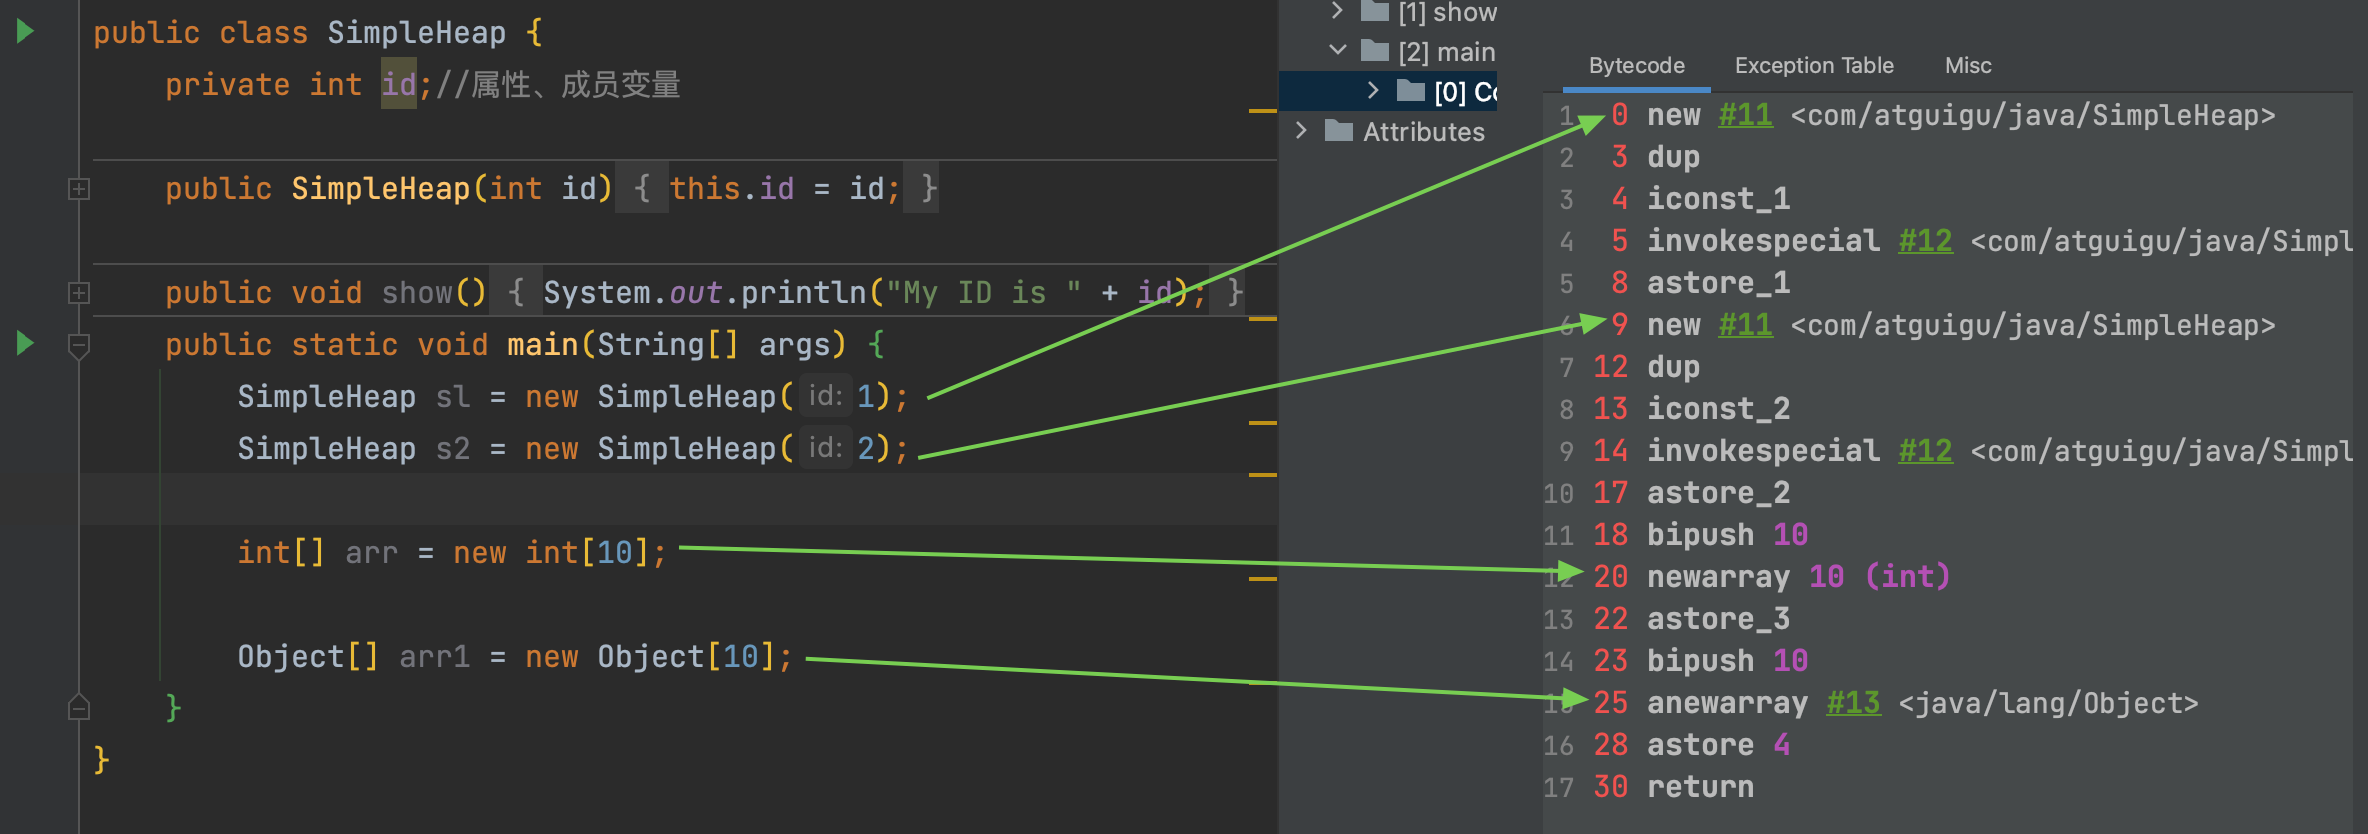 public class SimpleHeap {
private int id;//属性、成员变量
public SimpleHeap(int id) { this.id = id; }
public void show() { System.out.println("My ID is " + id); }
public static void main(String[] args) {
SimpleHeap sl = new SimpleHeap( id: 1);
SimpleHeap s2 = new SimpleHeap( id: 2);
int[] arr = new int[10];
Object[] arr1 = new Object[10];
}
}
[1] show
[2] main
[0] Co
Attributes
Bytecode Exception Table Misc
1 0 new #11 <com/atguigu/java/SimpleHeap>
2 3 dup
3 4 iconst_1
4 5 invokespecial #12 <com/atguigu/java/Simpl
5 8 astore_1
6 9 new #11 <com/atguigu/java/SimpleHeap>
7 12 dup
8 13 iconst_2
9 14 invokespecial #12 <com/atguigu/java/Simpl
10 17 astore_2
11 18 bipush 10
12 20 newarray 10 (int)
13 22 astore_3
14 23 bipush 10
15 25 anewarray #13 <java/lang/Object>
16 28 astore 4
17 30 return